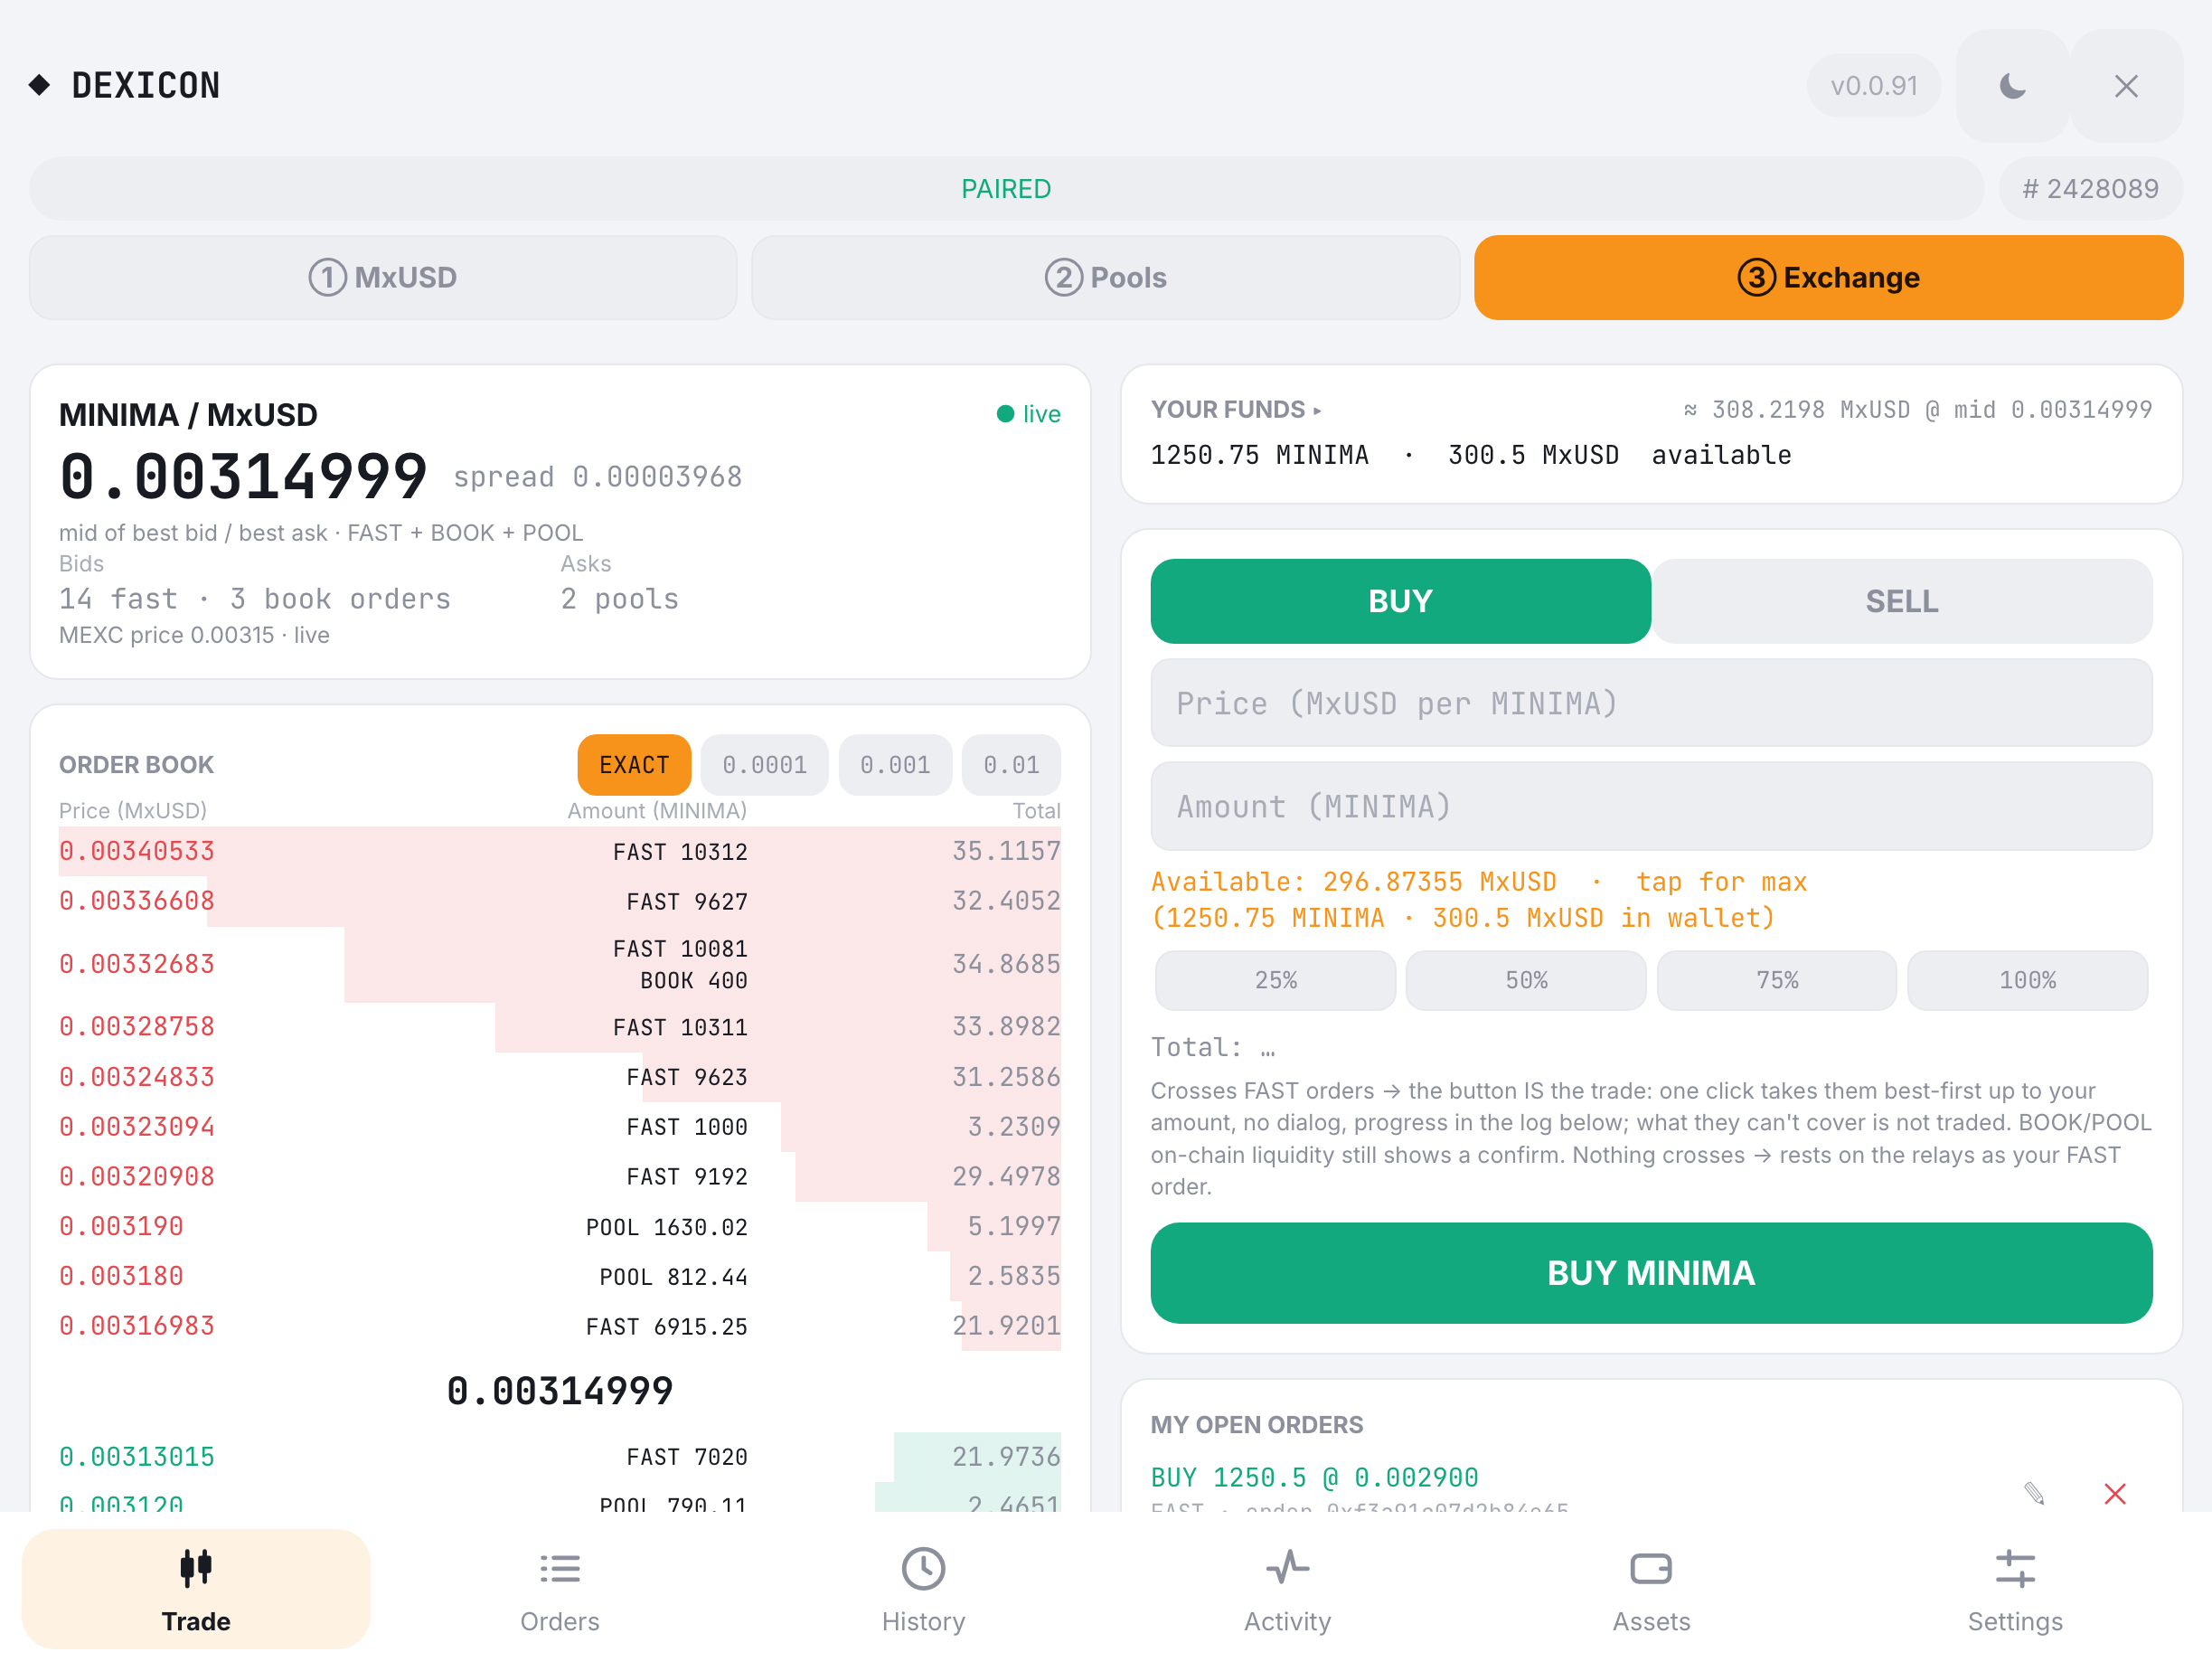 ◆ DEXICON
v0.0.91
PAIRED
# 2428089
① MxUSD
② Pools
③ Exchange
MINIMA / MxUSD
live
0.00314999 spread 0.00003968
mid of best bid / best ask · FAST + BOOK + POOL
Bids Asks
14 fast · 3 book orders 2 pools
MEXC price 0.00315 · live
ORDER BOOK EXACT 0.0001 0.001 0.01
Price (MxUSD) Amount (MINIMA) Total
0.00340533 FAST 10312 35.1157
0.00336608 FAST 9627 32.4052
0.00332683 FAST 10081 34.8685
BOOK 400
0.00328758 FAST 10311 33.8982
0.00324833 FAST 9623 31.2586
0.00323094 FAST 1000 3.2309
0.00320908 FAST 9192 29.4978
0.003190 POOL 1630.02 5.1997
0.003180 POOL 812.44 2.5835
0.00316983 FAST 6915.25 21.9201
0.00314999
0.00313015 FAST 7020 21.9736
0.003120 POOL 790.11 2.4651
YOUR FUNDS ▸ ≈ 308.2198 MxUSD @ mid 0.00314999
1250.75 MINIMA · 300.5 MxUSD available
BUY SELL
Price (MxUSD per MINIMA)
Amount (MINIMA)
Available: 296.87355 MxUSD · tap for max
(1250.75 MINIMA · 300.5 MxUSD in wallet)
25% 50% 75% 100%
Total: …
Crosses FAST orders → the button IS the trade: one click takes them best-first up to your
amount, no dialog, progress in the log below; what they can't cover is not traded. BOOK/POOL
on-chain liquidity still shows a confirm. Nothing crosses → rests on the relays as your FAST
order.
BUY MINIMA
MY OPEN ORDERS
BUY 1250.5 @ 0.002900
Trade
Orders
History
Activity
Assets
Settings